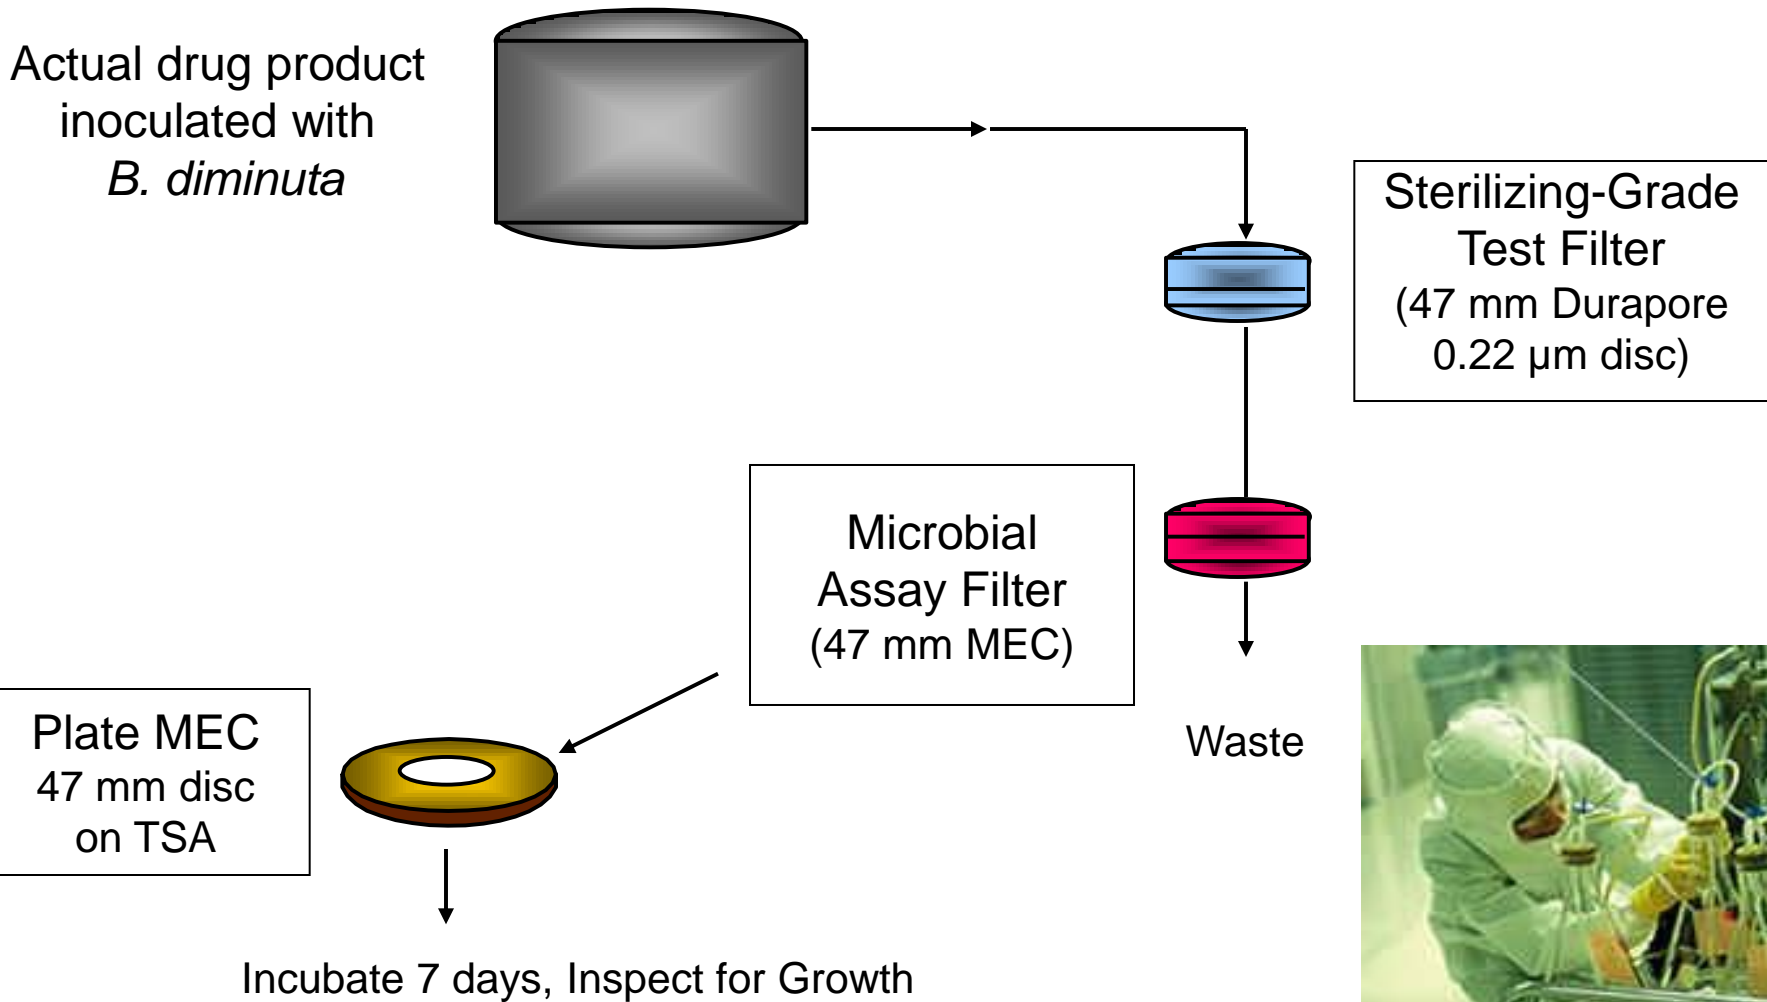 Actual drug product
inoculated with
B. diminuta
Sterilizing-Grade
Test Filter
(47 mm Durapore
0.22 µm disc)
Microbial
Assay Filter
(47 mm MEC)
Waste
Plate MEC
47 mm disc
on TSA
Incubate 7 days, Inspect for Growth